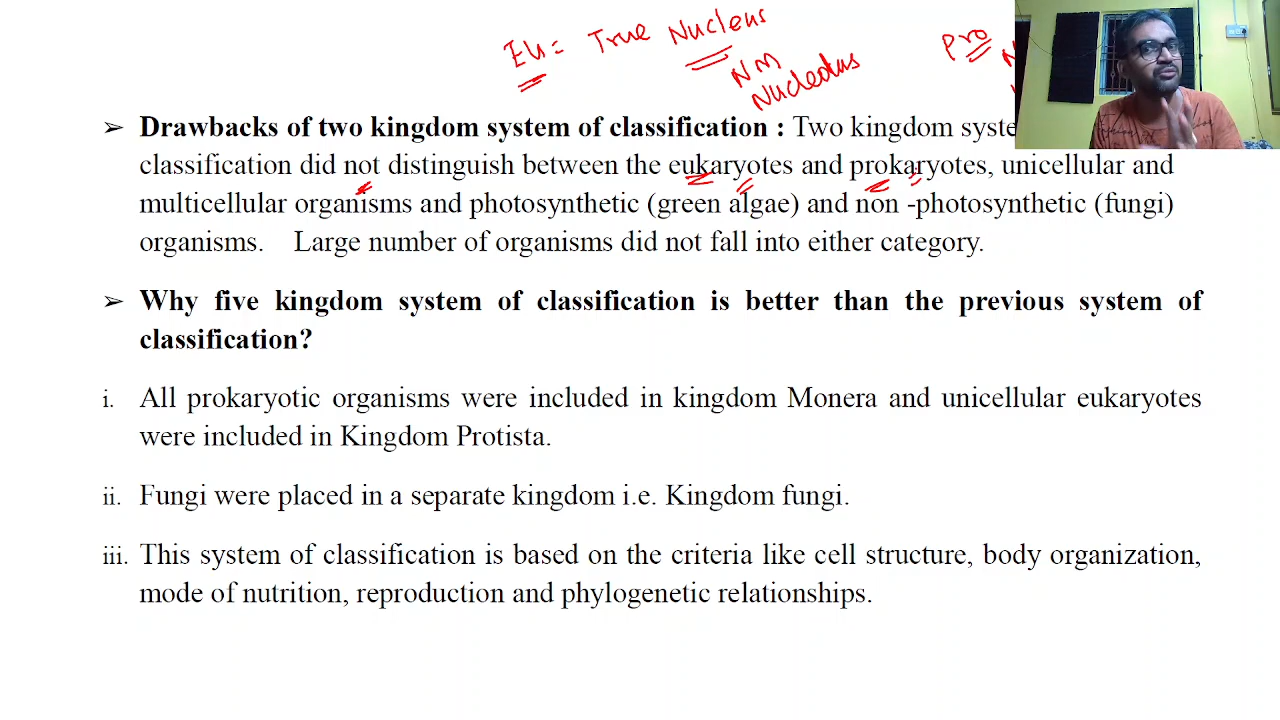 Eu = True Nucleus
NM
Nucleolus
Pro
➢ Drawbacks of two kingdom system of classification : Two kingdom syste
classification did not distinguish between the eukaryotes and prokaryotes, unicellular and
multicellular organisms and photosynthetic (green algae) and non -photosynthetic (fungi)
organisms. Large number of organisms did not fall into either category.
➢ Why five kingdom system of classification is better than the previous system of
classification?
i. All prokaryotic organisms were included in kingdom Monera and unicellular eukaryotes
were included in Kingdom Protista.
ii. Fungi were placed in a separate kingdom i.e. Kingdom fungi.
iii. This system of classification is based on the criteria like cell structure, body organization,
mode of nutrition, reproduction and phylogenetic relationships.